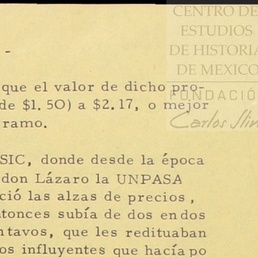 CENTRO DE
ESTUDIOS
DE HISTORIA
DE MEXICO
FUNDACIÓ
Carlos Slim
-
que el valor de dicho pro-
de $1.50) a $2.17, o mejor
ramo.
SIC, donde desde la época
don Lázaro la UNPASA
ció las alzas de precios,
tonces subía de dos en dos
ntavos, que les redituaban
os influyentes que hacía po